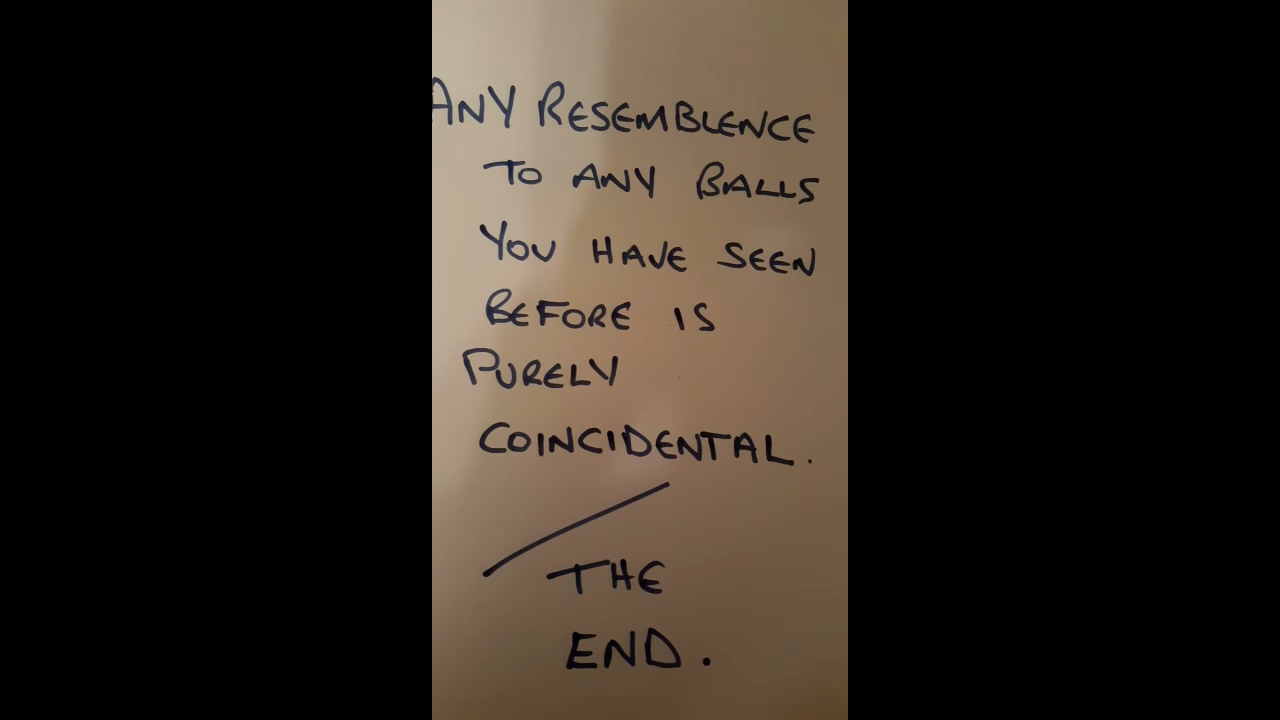 ANY RESEMBLENCE
TO ANY BALLS
YOU HAVE SEEN
BEFORE IS
PURELY
COINCIDENTAL.
THE
END.